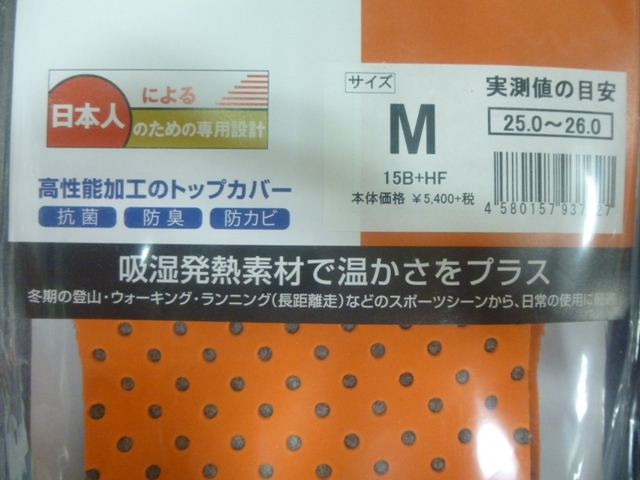 日本人による
のための専用設計
高性能加工のトップカバー
抗菌 防臭 防カビ
サイズ
M
15B+HF
本体価格 ¥5,400+税
実測値の目安
25.0～26.0
4 580157 937
吸湿発熱素材で温かさをプラス
冬期の登山・ウォーキング・ランニング(長距離走)などのスポーツシーンから、日常の使用に